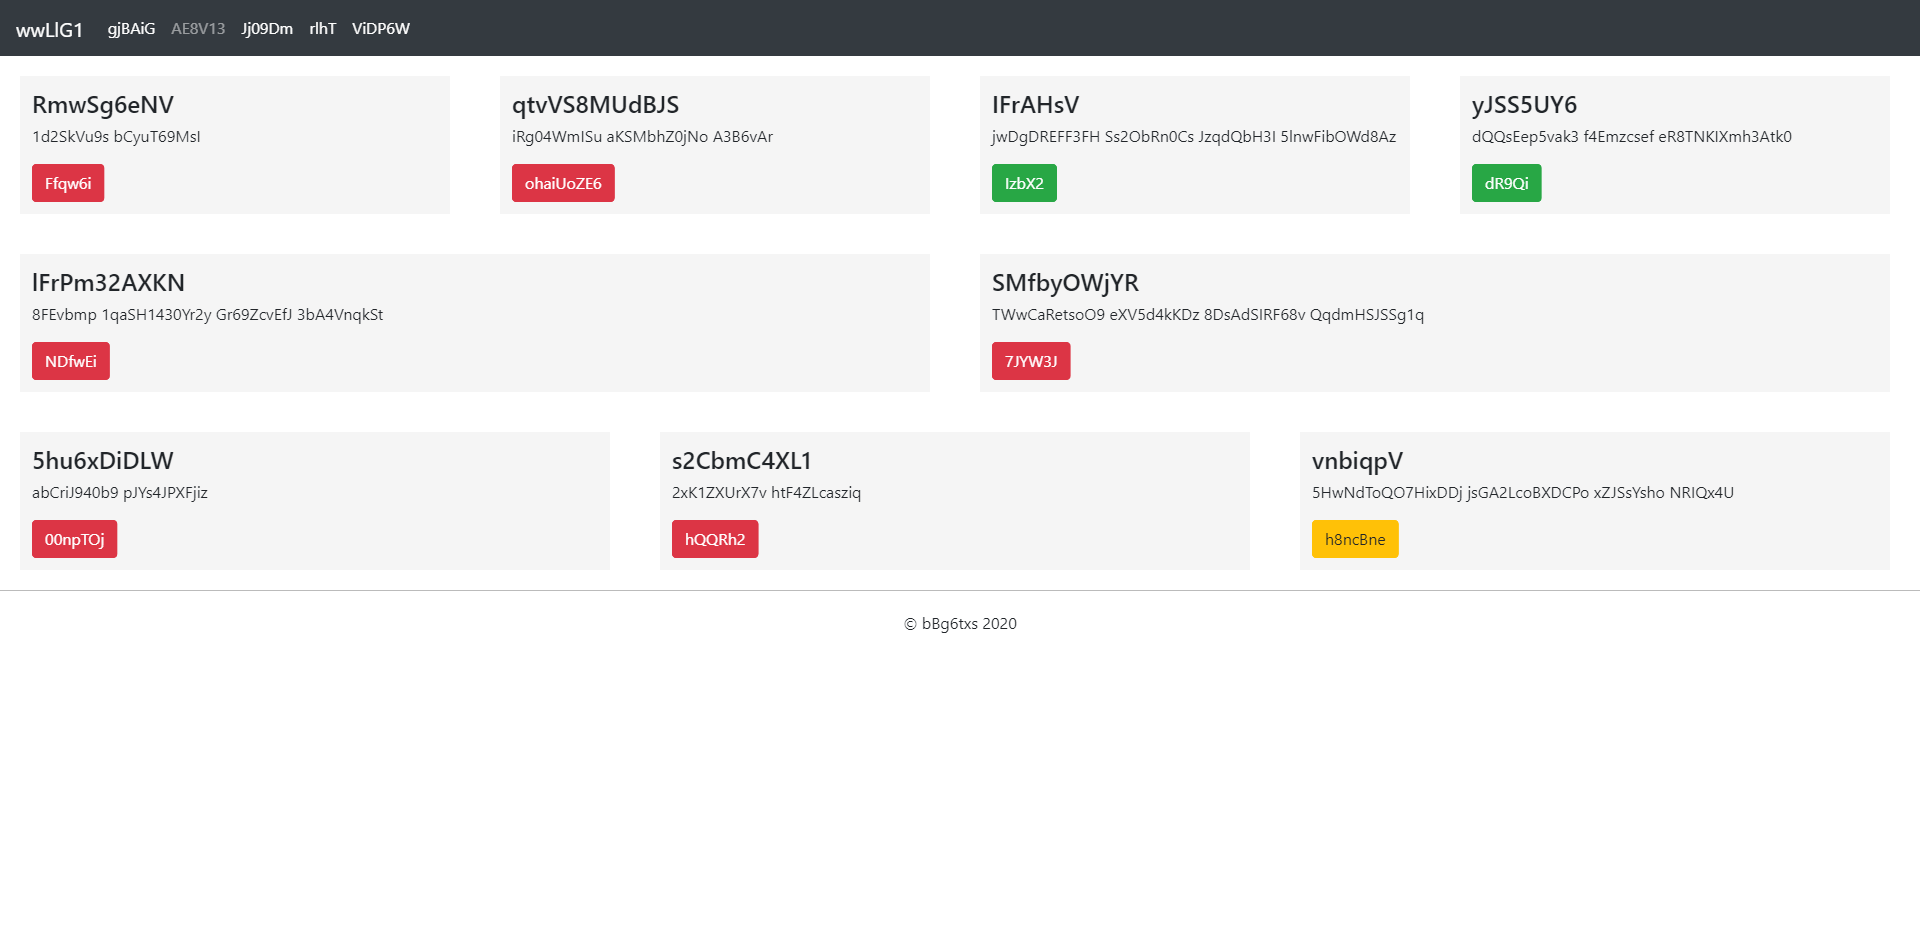 wwLlG1 gjBAiG AE8V13 Jj09Dm rlhT ViDP6W
RmwSg6eNV
1d2SkVu9s bCyuT69MsI
Ffqw6i
qtvVS8MUdBJS
iRg04WmISu aKSMbhZ0jNo A3B6vAr
ohaiUoZE6
IFrAHsV
jwDgDREFF3FH Ss2ObRn0Cs JzqdQbH3I 5lnwFibOWd8Az
IzbX2
yJSS5UY6
dQQsEep5vak3 f4Emzcsef eR8TNKIXmh3Atk0
dR9Qi
lFrPm32AXKN
8FEvbmp 1qaSH1430Yr2y Gr69ZcvEfJ 3bA4VnqkSt
NDfwEi
SMfbyOWjYR
TWwCaRetsoO9 eXV5d4kKDz 8DsAdSIRF68v QqdmHSJSSg1q
7JYW3J
5hu6xDiDLW
abCriJ940b9 pJYs4JPXFjiz
00npTOj
s2CbmC4XL1
2xK1ZXUrX7v htF4ZLcasziq
hQQRh2
vnbiqpV
5HwNdToQO7HixDDj jsGA2LcoBXDCPo xZJSsYsho NRIQx4U
h8ncBne
© bBg6txs 2020